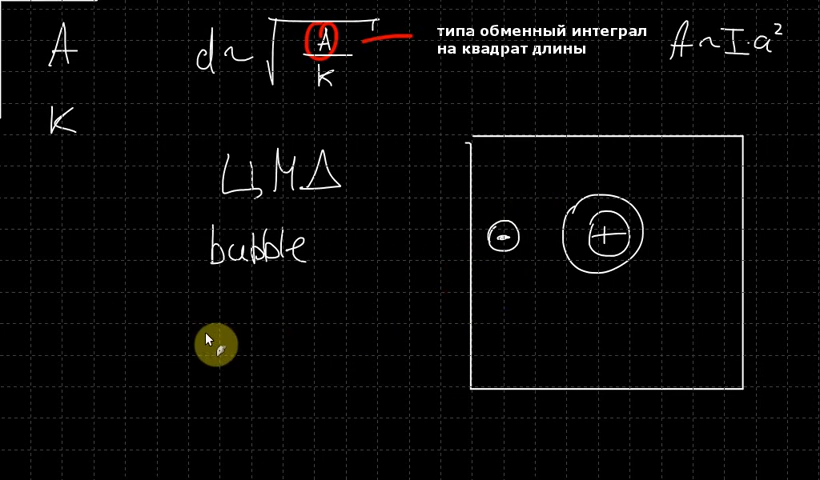 A
K
d ~ √(A/k)
типа обменный интеграл
на квадрат длины
A ~ I·a²
ЦМД
bubble
-
+